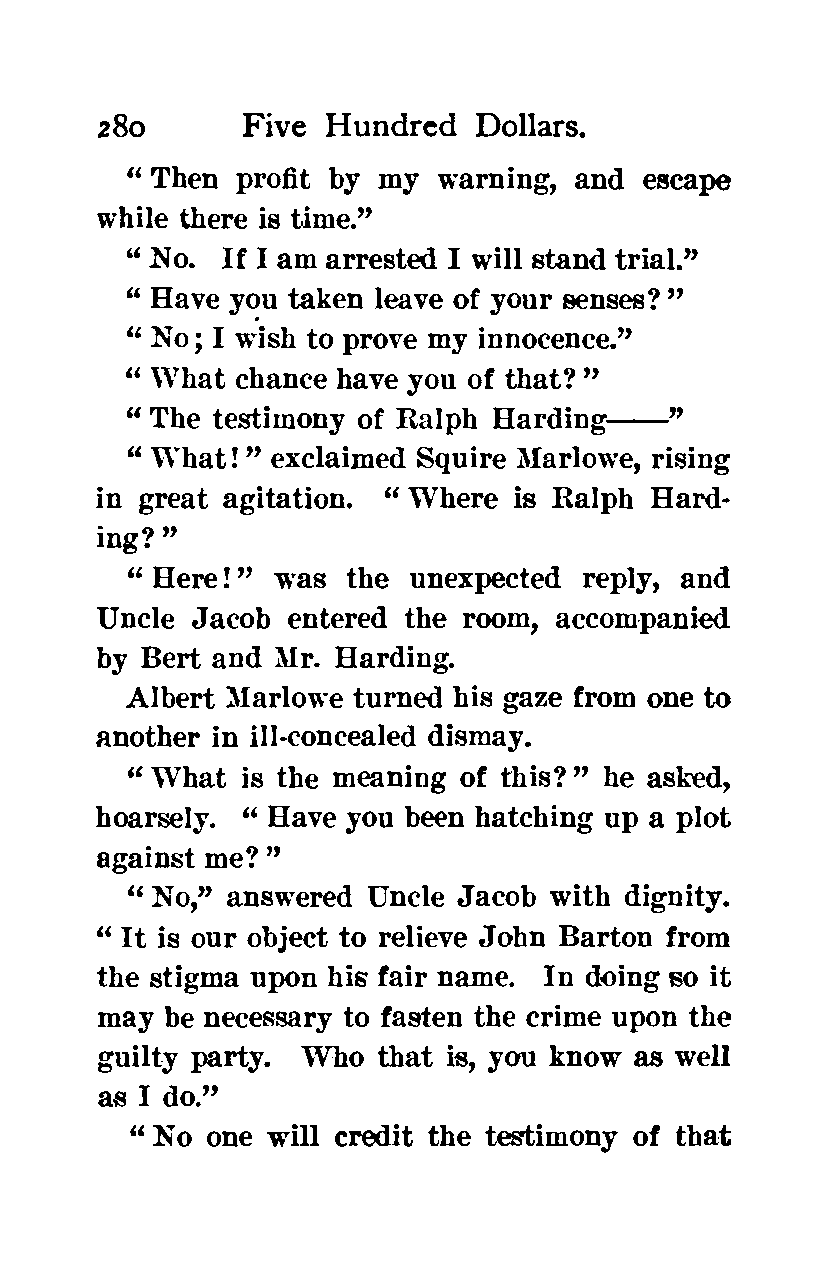 280 Five Hundred Dollars.
“ Then profit by my warning, and escape
while there is time.”
“ No. If I am arrested I will stand trial.”
“ Have you taken leave of your senses? ”
“ No; I wish to prove my innocence.”
“ What chance have you of that? ”
“ The testimony of Ralph Harding——”
“ What! ” exclaimed Squire Marlowe, rising
in great agitation. “ Where is Ralph Hard-
ing? ”
“ Here! ” was the unexpected reply, and
Uncle Jacob entered the room, accompanied
by Bert and Mr. Harding.
Albert Marlowe turned his gaze from one to
another in ill-concealed dismay.
“ What is the meaning of this? ” he asked,
hoarsely. “ Have you been hatching up a plot
against me? ”
“ No,” answered Uncle Jacob with dignity.
“ It is our object to relieve John Barton from
the stigma upon his fair name. In doing so it
may be necessary to fasten the crime upon the
guilty party. Who that is, you know as well
as I do.”
“ No one will credit the testimony of that